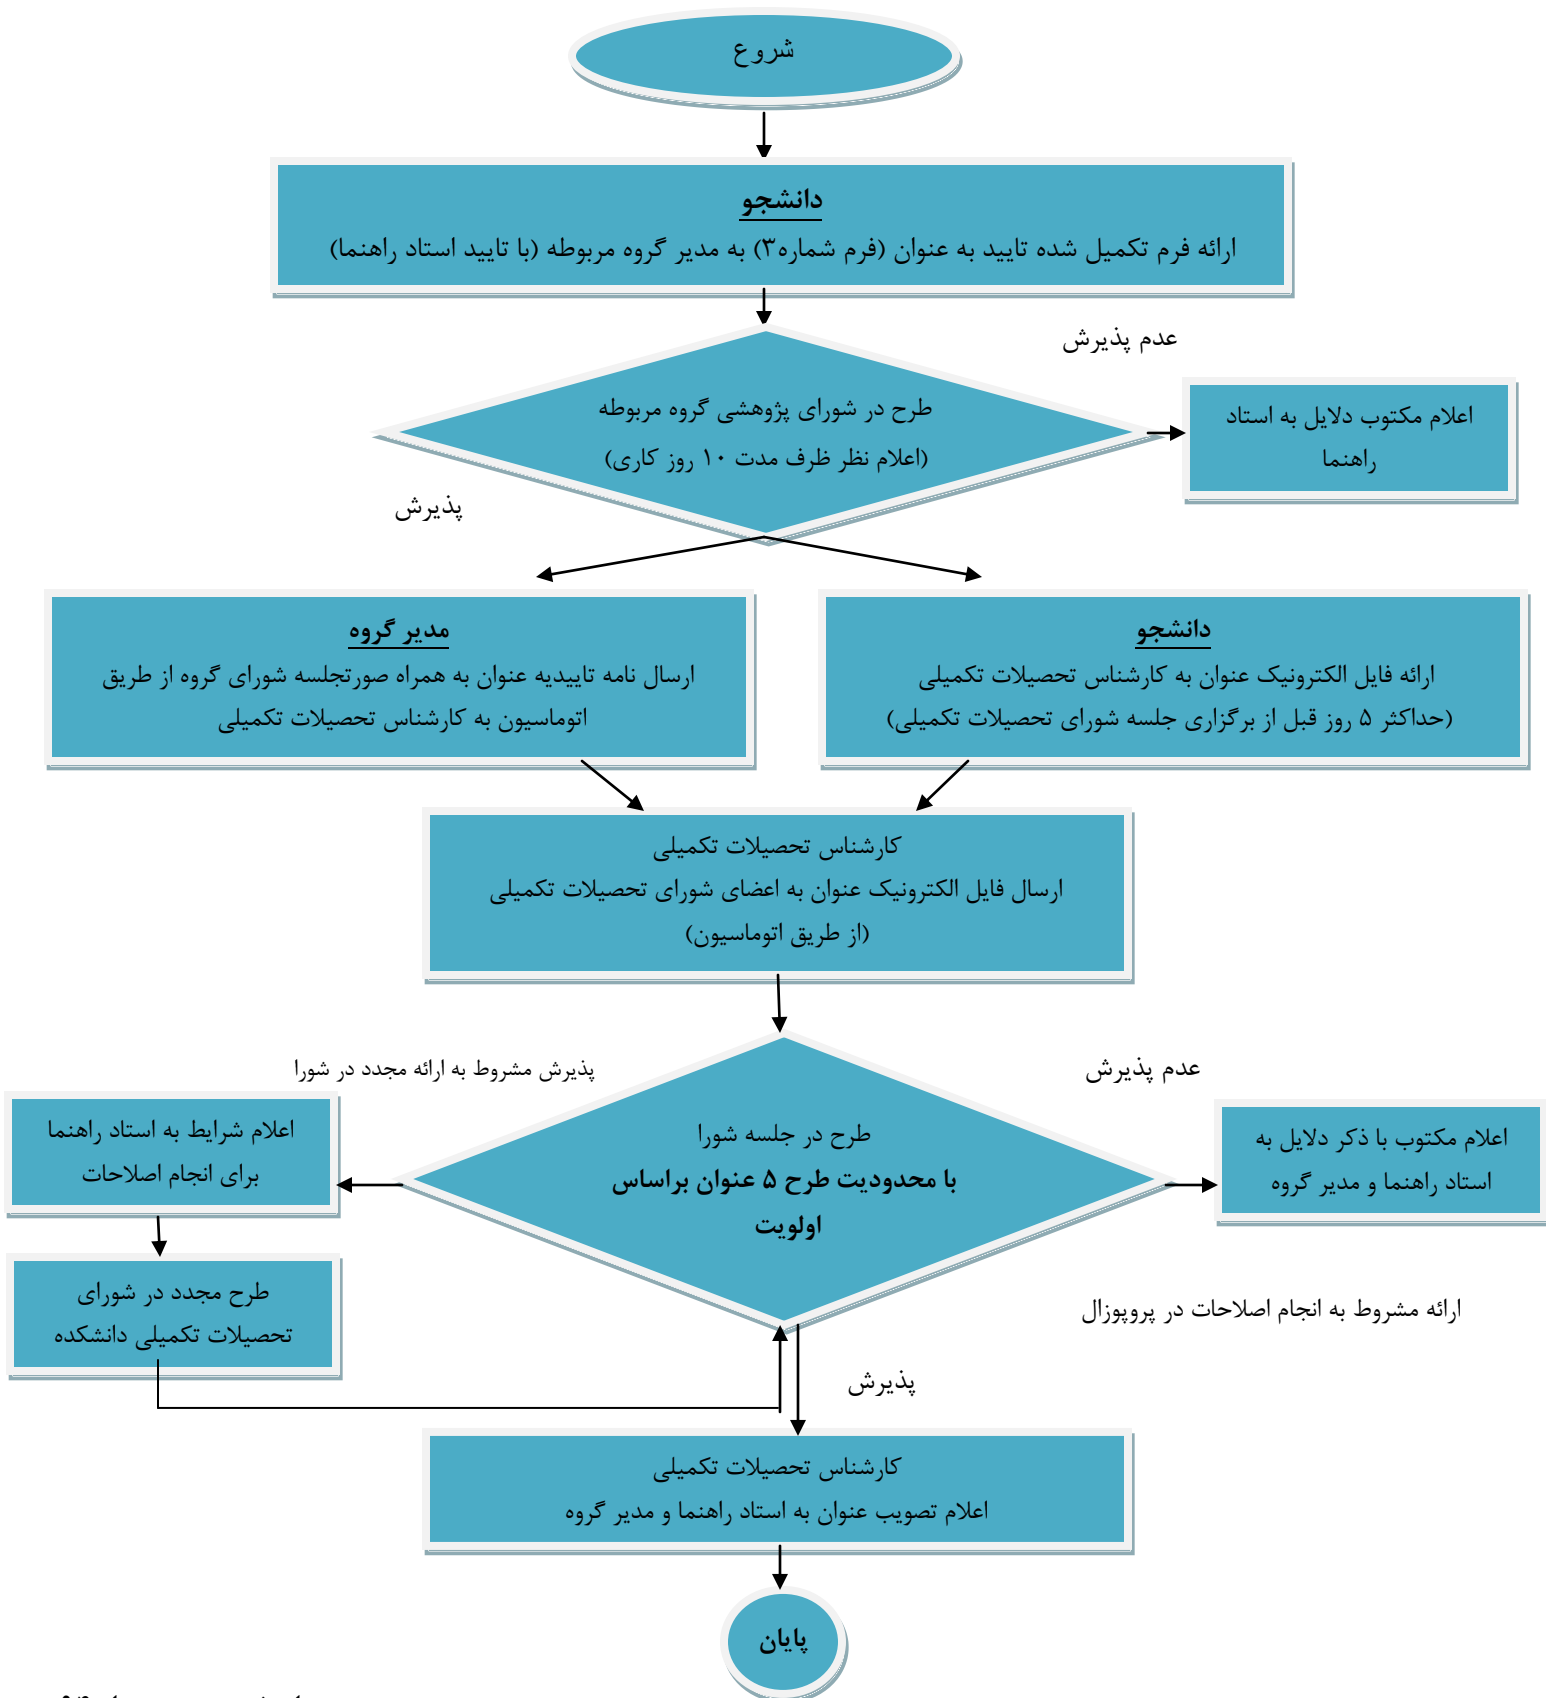 شروع
دانشجو
ارائه فرم تکمیل شده تایید به عنوان (فرم شماره۳) به مدیر گروه مربوطه (با تایید استاد راهنما)
عدم پذیرش
طرح در شورای پژوهشی گروه مربوطه
(اعلام نظر ظرف مدت ۱۰ روز کاری)
اعلام مکتوب دلایل به استاد
راهنما
پذیرش
دانشجو
ارائه فایل الکترونیک عنوان به کارشناس تحصیلات تکمیلی
(حداکثر ۵ روز قبل از برگزاری جلسه شورای تحصیلات تکمیلی)
مدیر گروه
ارسال نامه تاییدیه عنوان به همراه صورتجلسه شورای گروه از طریق
اتوماسیون به کارشناس تحصیلات تکمیلی
کارشناس تحصیلات تکمیلی
ارسال فایل الکترونیک عنوان به اعضای شورای تحصیلات تکمیلی
(از طریق اتوماسیون)
عدم پذیرش
پذیرش مشروط به ارائه مجدد در شورا
اعلام مکتوب با ذکر دلایل به
استاد راهنما و مدیر گروه
طرح در جلسه شورا
با محدودیت طرح ۵ عنوان براساس
اولویت
اعلام شرایط به استاد راهنما
برای انجام اصلاحات
طرح مجدد در شورای
تحصیلات تکمیلی دانشکده
ارائه مشروط به انجام اصلاحات در پروپوزال
پذیرش
کارشناس تحصیلات تکمیلی
اعلام تصویب عنوان به استاد راهنما و مدیر گروه
پایان